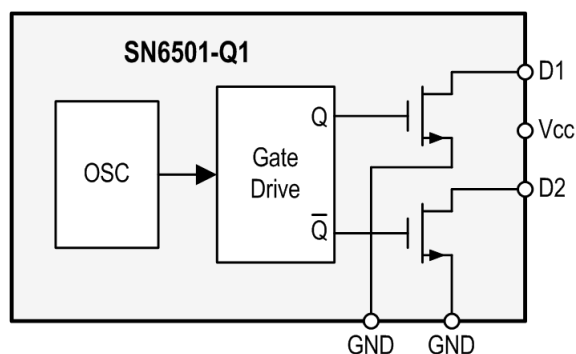 SN6501-Q1
D1
Q
Vcc
OSC
Gate
Drive
D2
Q̅
GND
GND